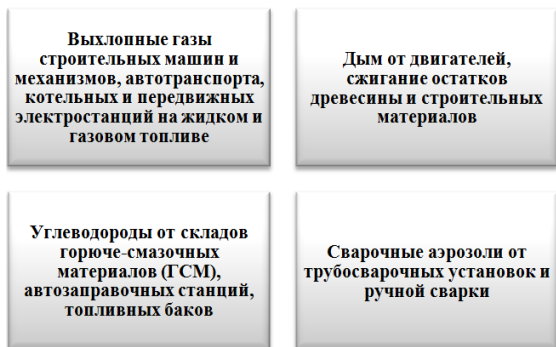 Выхлопные газы
строительных машин и
механизмов, автотранспорта,
котельных и передвижных
электростанций на жидком и
газовом топливе
Дым от двигателей,
сжигание остатков
древесины и строительных
материалов
Углеводороды от складов
горюче-смазочных
материалов (ГСМ),
автозаправочных станций,
топливных баков
Сварочные аэрозоли от
трубосварочных установок и
ручной сварки